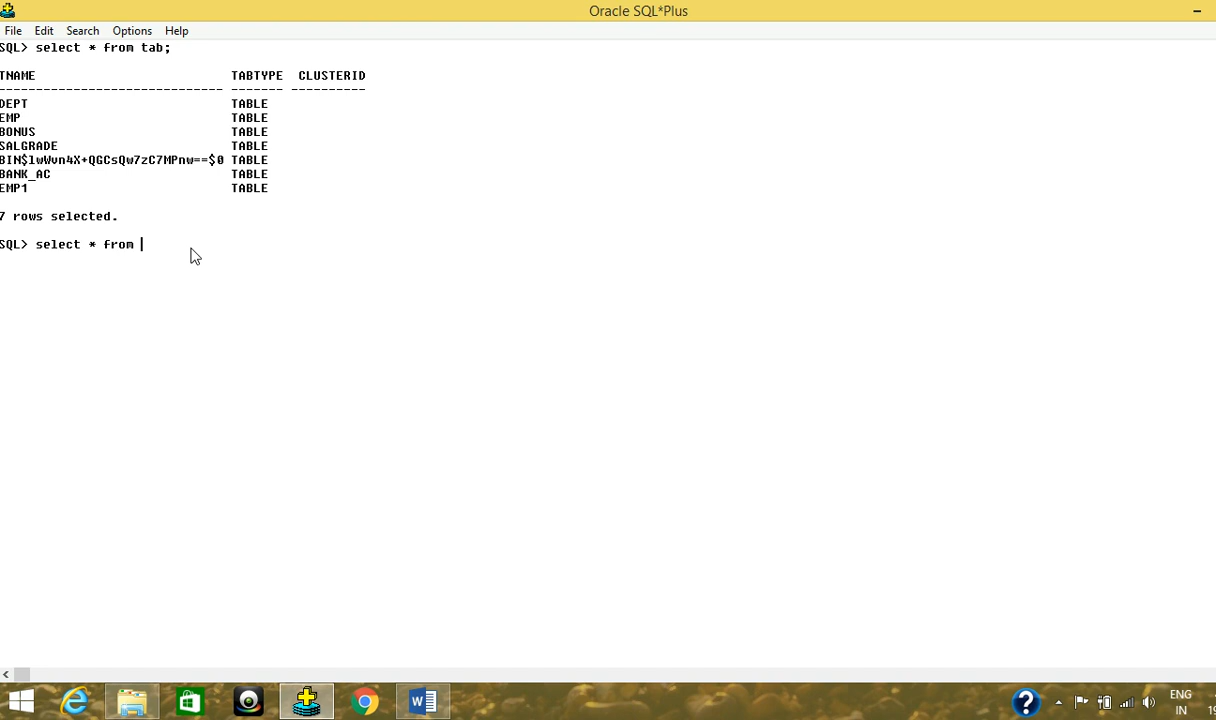 Oracle SQL*Plus
File Edit Search Options Help
SQL> select * from tab;
TNAME TABTYPE CLUSTERID
------------------------------ ------- ----------
DEPT TABLE
EMP TABLE
BONUS TABLE
SALGRADE TABLE
BIN$lwWvn4X+QGCsQw7zC7MPnw==$0 TABLE
BANK_AC TABLE
EMP1 TABLE
7 rows selected.
SQL> select * from
ENG
IN